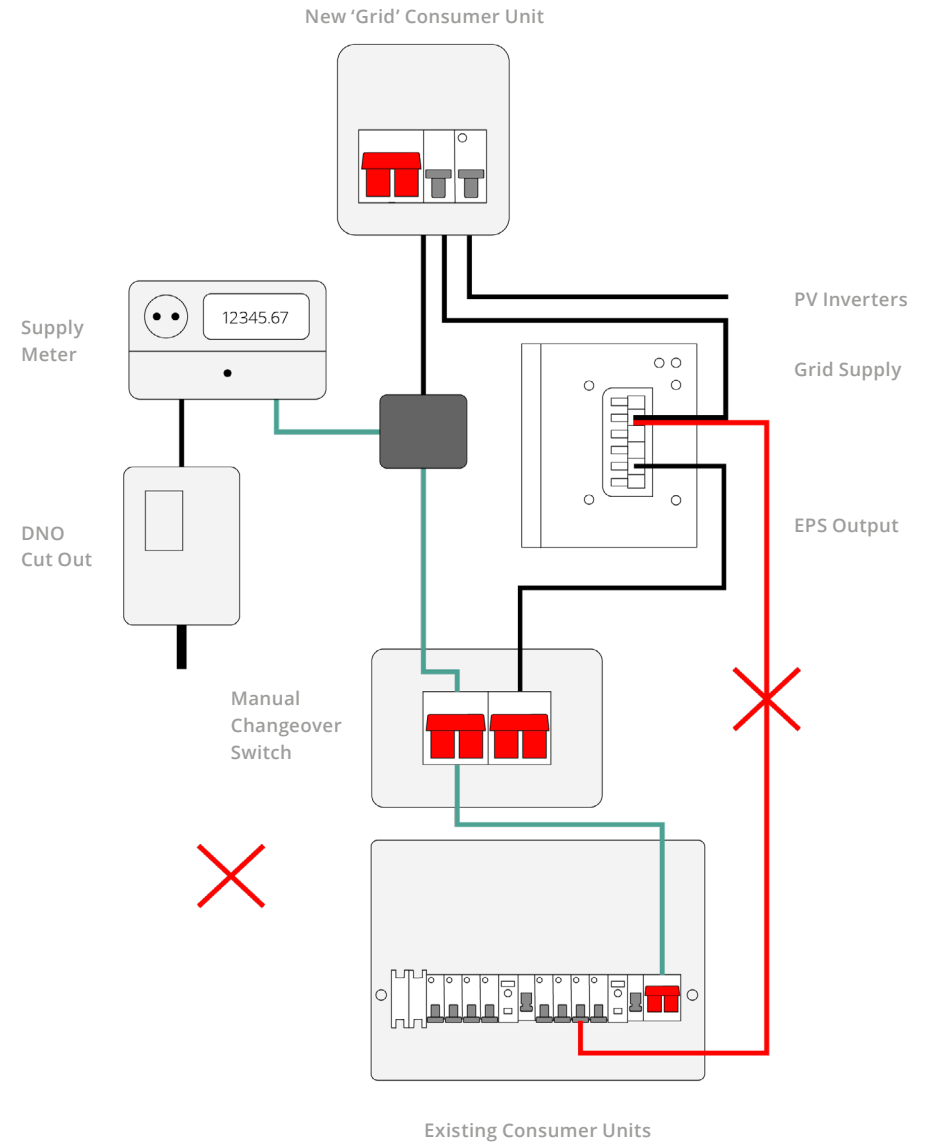 New ‘Grid’ Consumer Unit
Supply
Meter
12345.67
PV Inverters
Grid Supply
DNO
Cut Out
EPS Output
Manual
Changeover
Switch
Existing Consumer Units